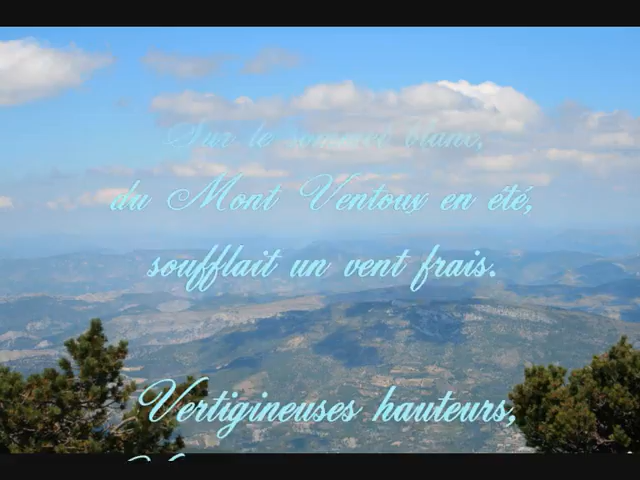 Sur le sommet blanc,
du Mont Ventoux en été,
soufflait un vent frais.
Vertigineuses hauteurs,